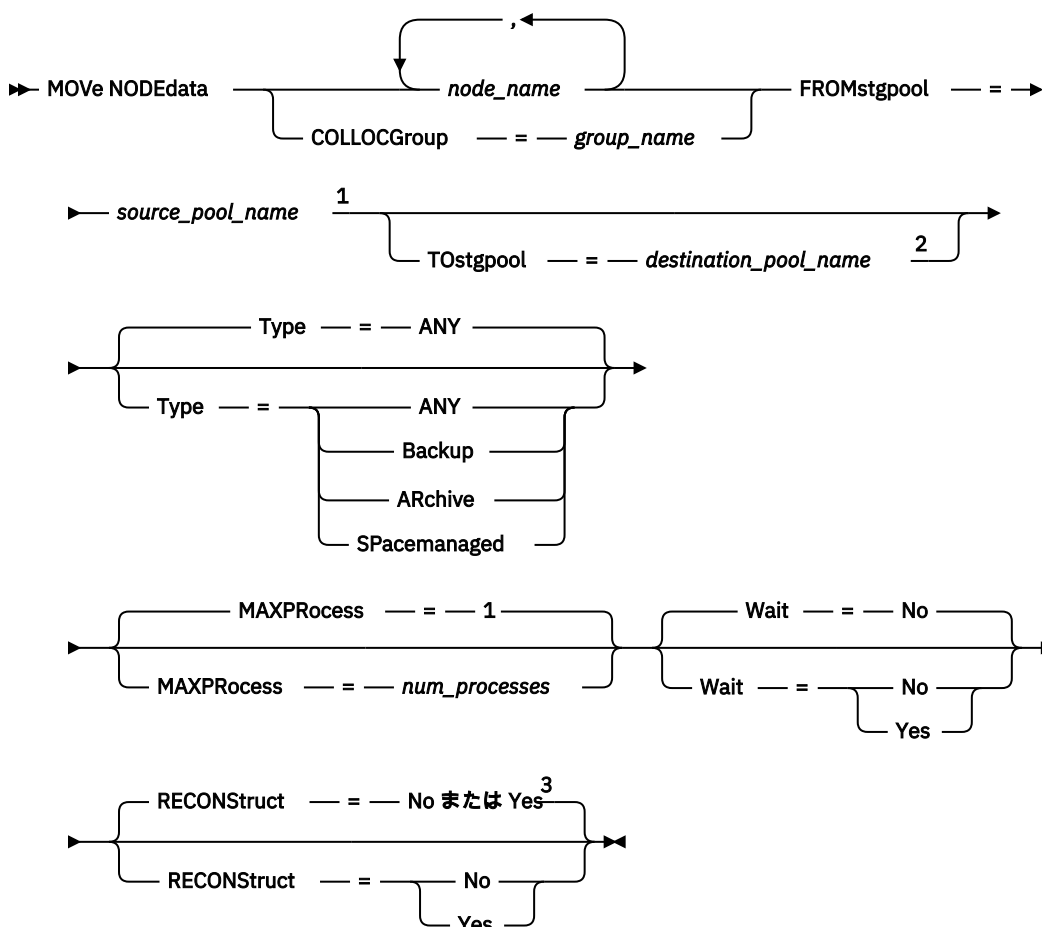 ,
MOVe NODEdata node_name FROMstgpool =
COLLOCGroup = group_name
source_pool_name 1
TOstgpool = destination_pool_name 2
Type = ANY
Type = ANY
Backup
ARchive
SPacemanaged
MAXPRocess = 1 Wait = No
MAXPRocess = num_processes Wait = No
Yes
RECONStruct = No または Yes 3
RECONStruct = No
Yes